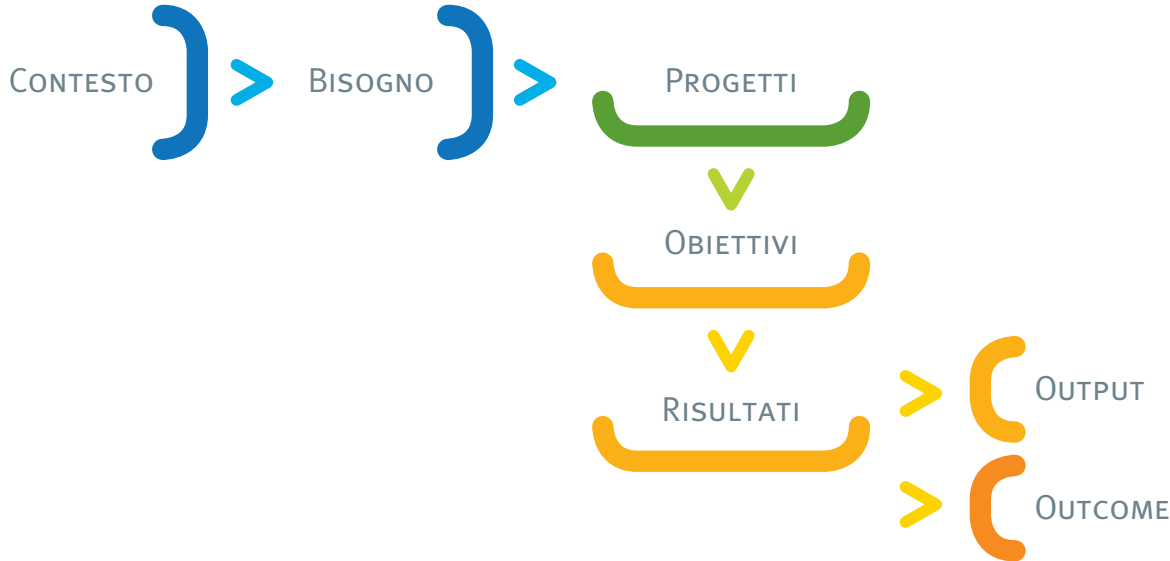 Contesto
Bisogno
Progetti
Obiettivi
Risultati
Output
Outcome